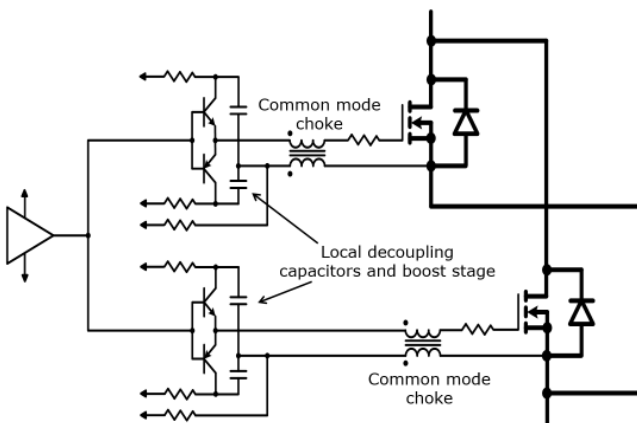 Common mode
choke
Local decoupling
capacitors and boost stage
Common mode
choke